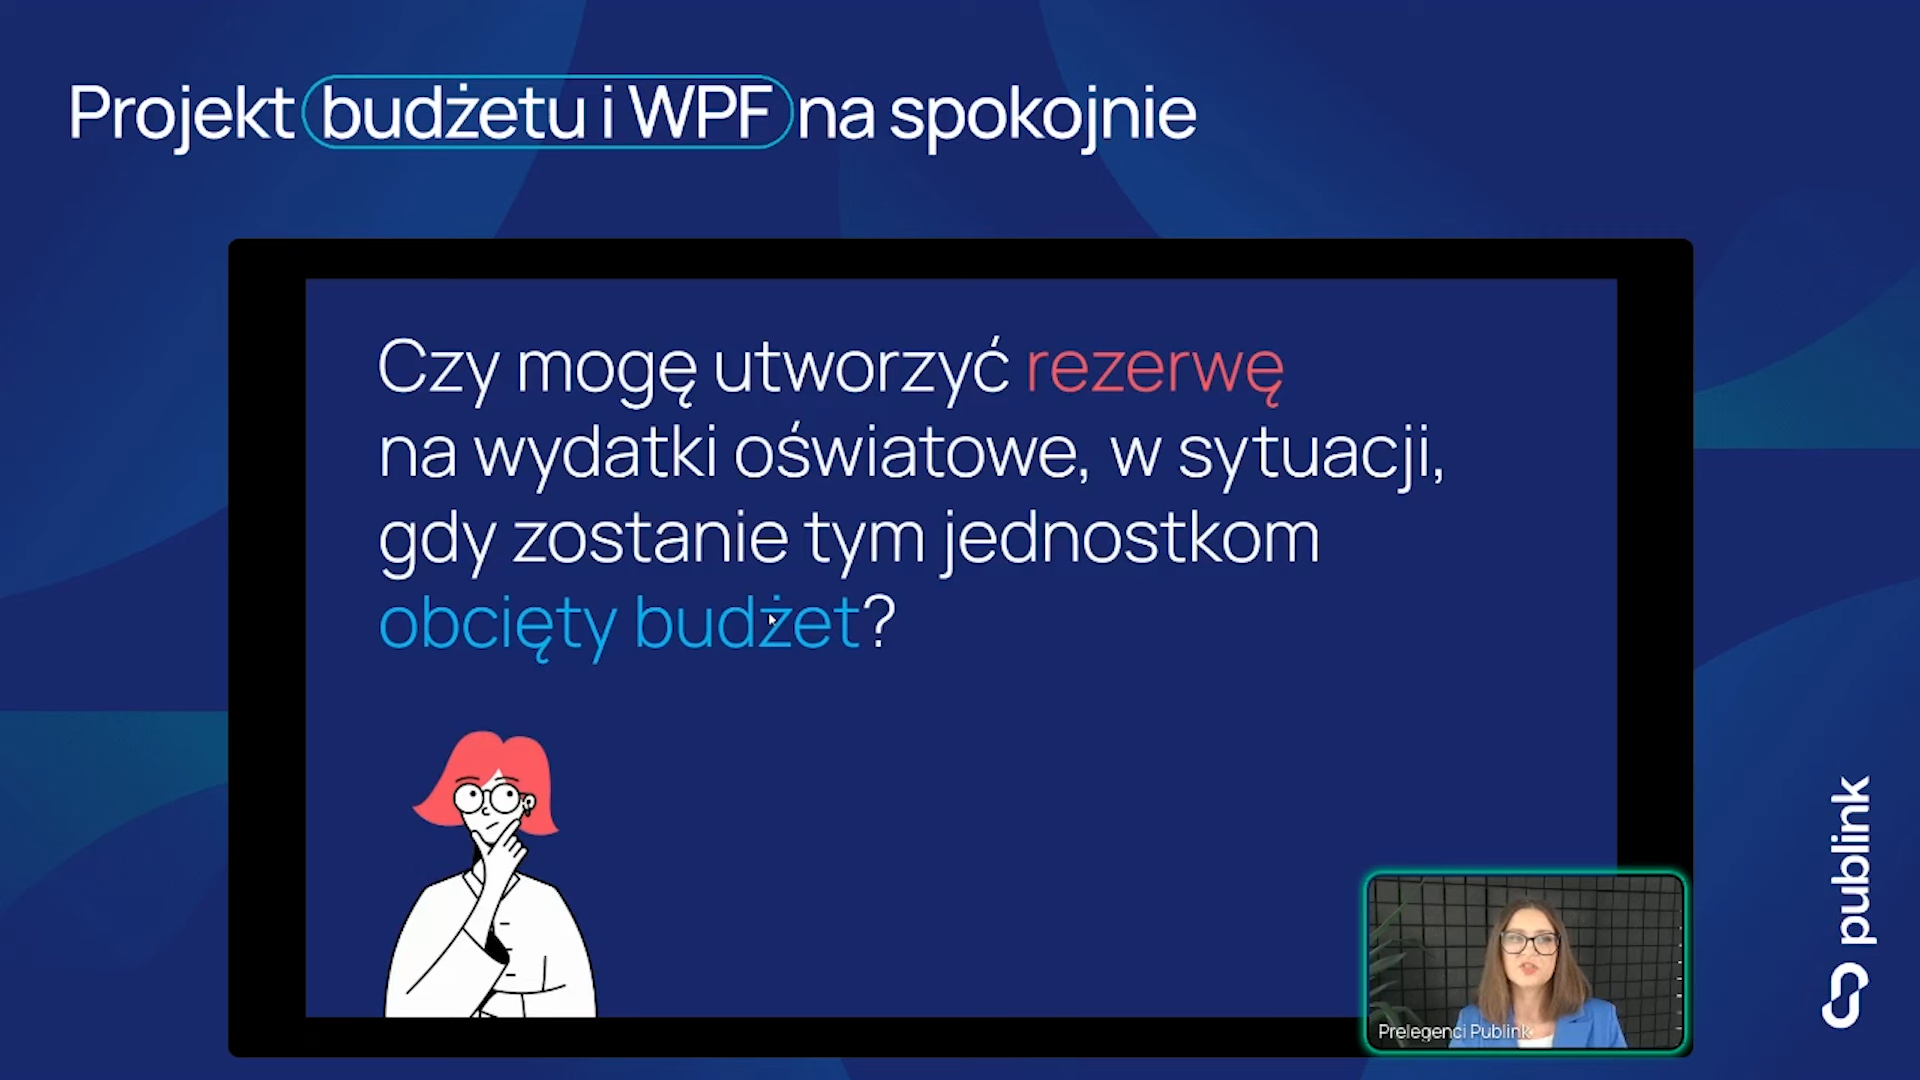 Projekt budżetu i WPF na spokojnie
Czy mogę utworzyć rezerwę
na wydatki oświatowe, w sytuacji,
gdy zostanie tym jednostkom
obcięty budżet?
Prelegenci Publink
publink